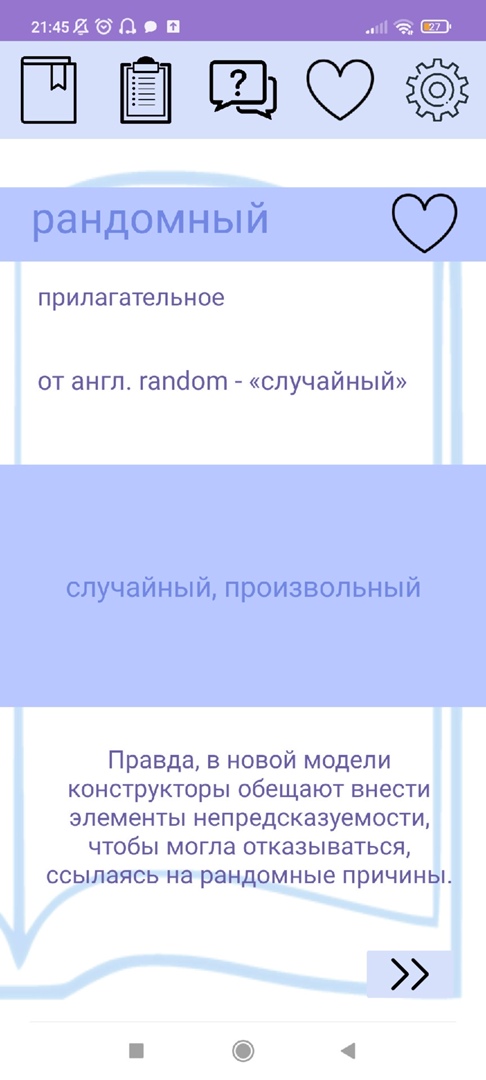 21:45
27
?
рандомный
прилагательное
от англ. random - «случайный»
случайный, произвольный
Правда, в новой модели
конструкторы обещают внести
элементы непредсказуемости,
чтобы могла отказываться,
ссылаясь на рандомные причины.